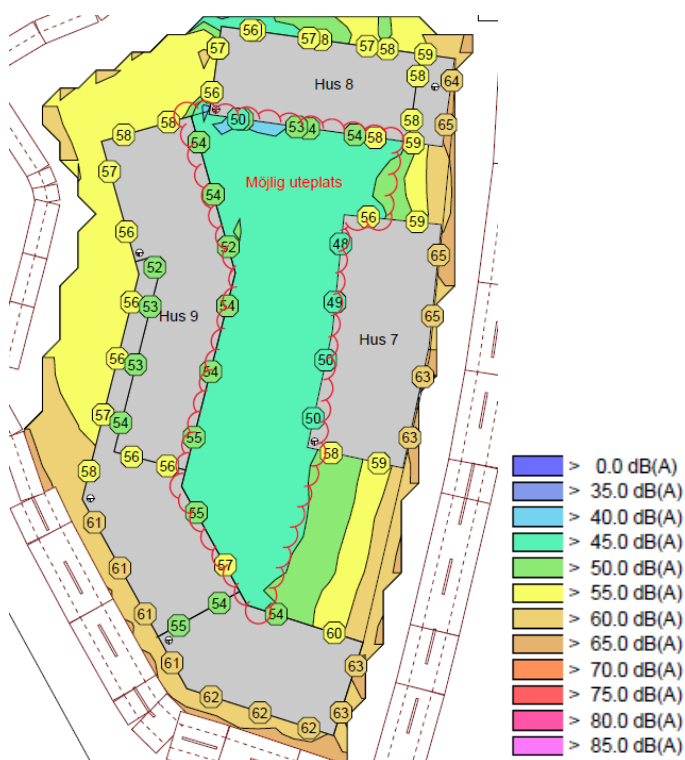 56 58 57 58 59
57 58 64
Hus 8
56 58 65
58 58 50 53 54 58 59
54
57 Möjlig uteplats
54 56 59
56 52 48 65
52
56 53 54 Hus 9 49 65
Hus 7
56 53 54 50 63
57 54 55 50 63
58 56 56 58 59
61 55
61 57
61 54 54 60
55
61 63
62 62 62 63
> 0.0 dB(A)
> 35.0 dB(A)
> 40.0 dB(A)
> 45.0 dB(A)
> 50.0 dB(A)
> 55.0 dB(A)
> 60.0 dB(A)
> 65.0 dB(A)
> 70.0 dB(A)
> 75.0 dB(A)
> 80.0 dB(A)
> 85.0 dB(A)